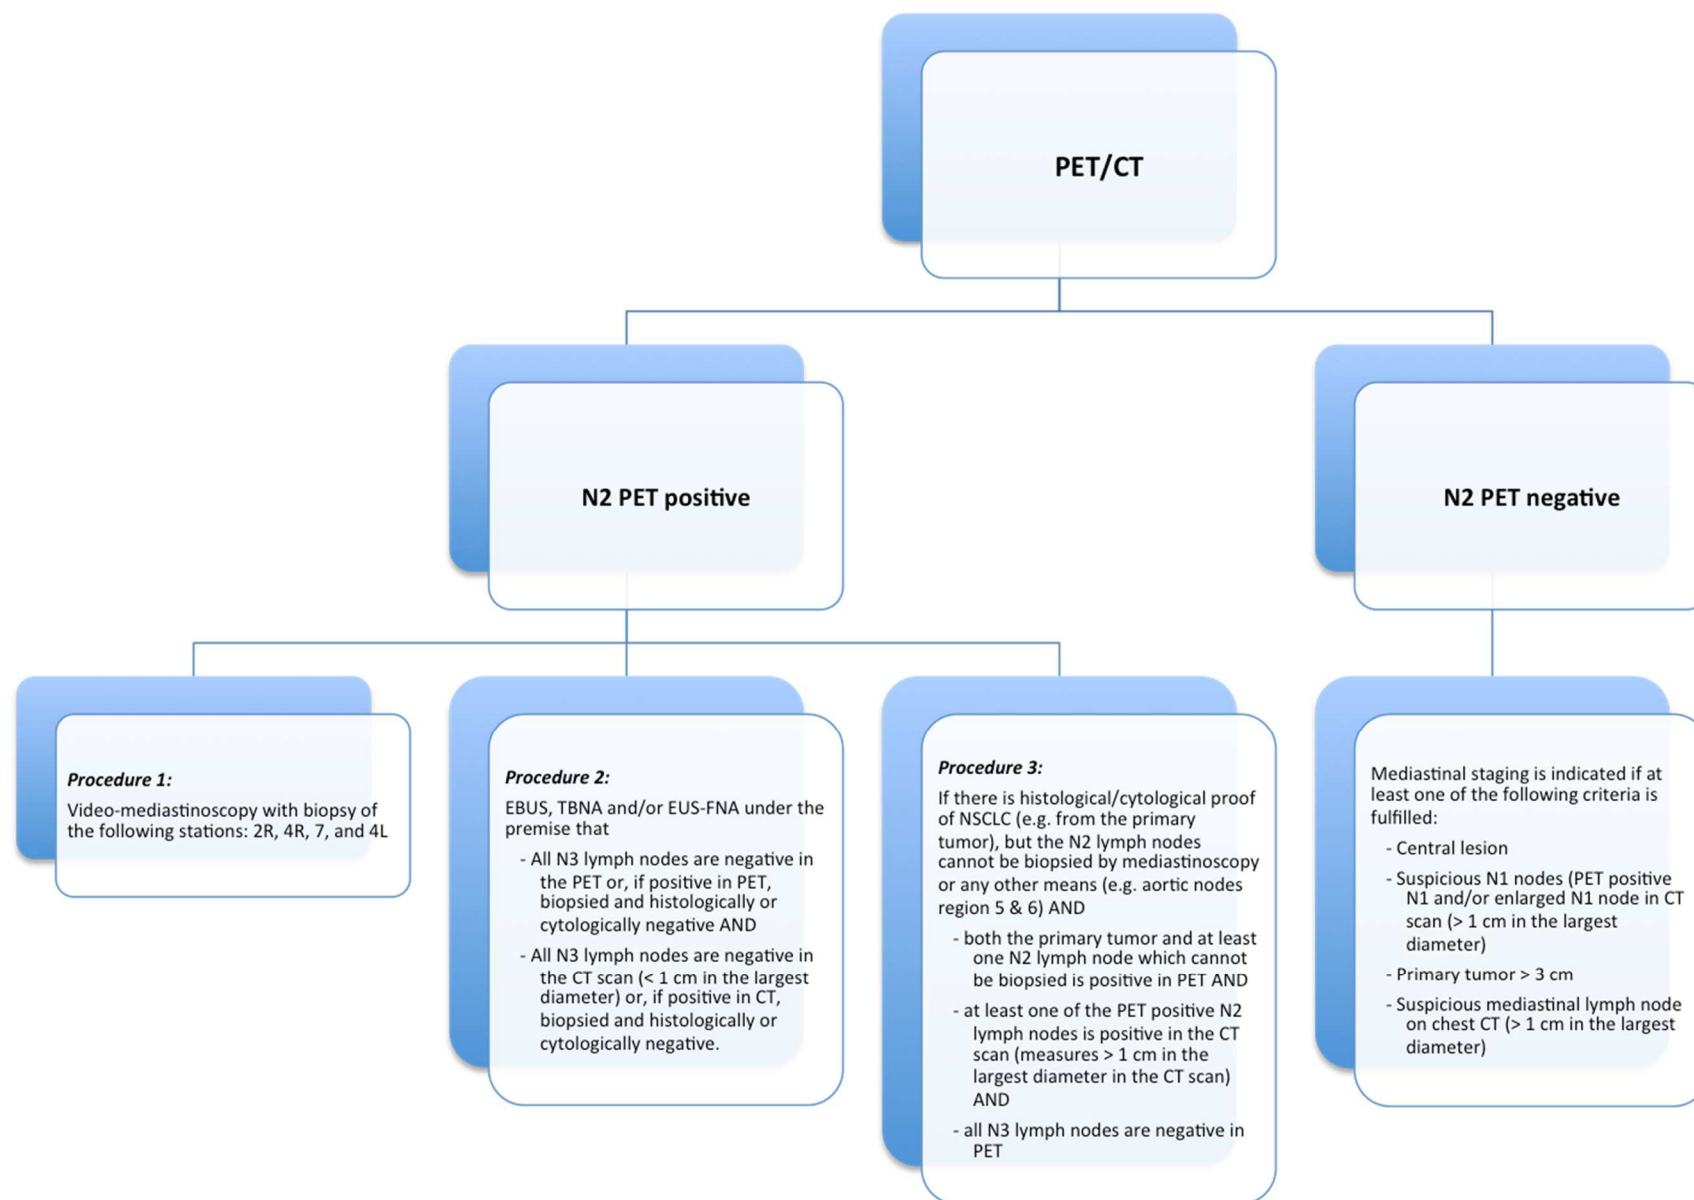 PET/CT
N2 PET positive
N2 PET negative
Procedure 1:
Video-mediastinoscopy with biopsy of
the following stations: 2R, 4R, 7, and 4L
Procedure 2:
EBUS, TBNA and/or EUS-FNA under the
premise that
- All N3 lymph nodes are negative in
the PET or, if positive in PET,
biopsied and histologically or
cytologically negative AND
- All N3 lymph nodes are negative in
the CT scan (< 1 cm in the largest
diameter) or, if positive in CT,
biopsied and histologically or
cytologically negative.
Procedure 3:
If there is histological/cytological proof
of NSCLC (e.g. from the primary
tumor), but the N2 lymph nodes
cannot be biopsied by mediastinoscopy
or any other means (e.g. aortic nodes
region 5 & 6) AND
- both the primary tumor and at least
one N2 lymph node which cannot
be biopsied is positive in PET AND
- at least one of the PET positive N2
lymph nodes is positive in the CT
scan (measures > 1 cm in the
largest diameter in the CT scan)
AND
- all N3 lymph nodes are negative in
PET
Mediastinal staging is indicated if at
least one of the following criteria is
fulfilled:
- Central lesion
- Suspicious N1 nodes (PET positive
N1 and/or enlarged N1 node in CT
scan (> 1 cm in the largest
diameter)
- Primary tumor > 3 cm
- Suspicious mediastinal lymph node
on chest CT (> 1 cm in the largest
diameter)